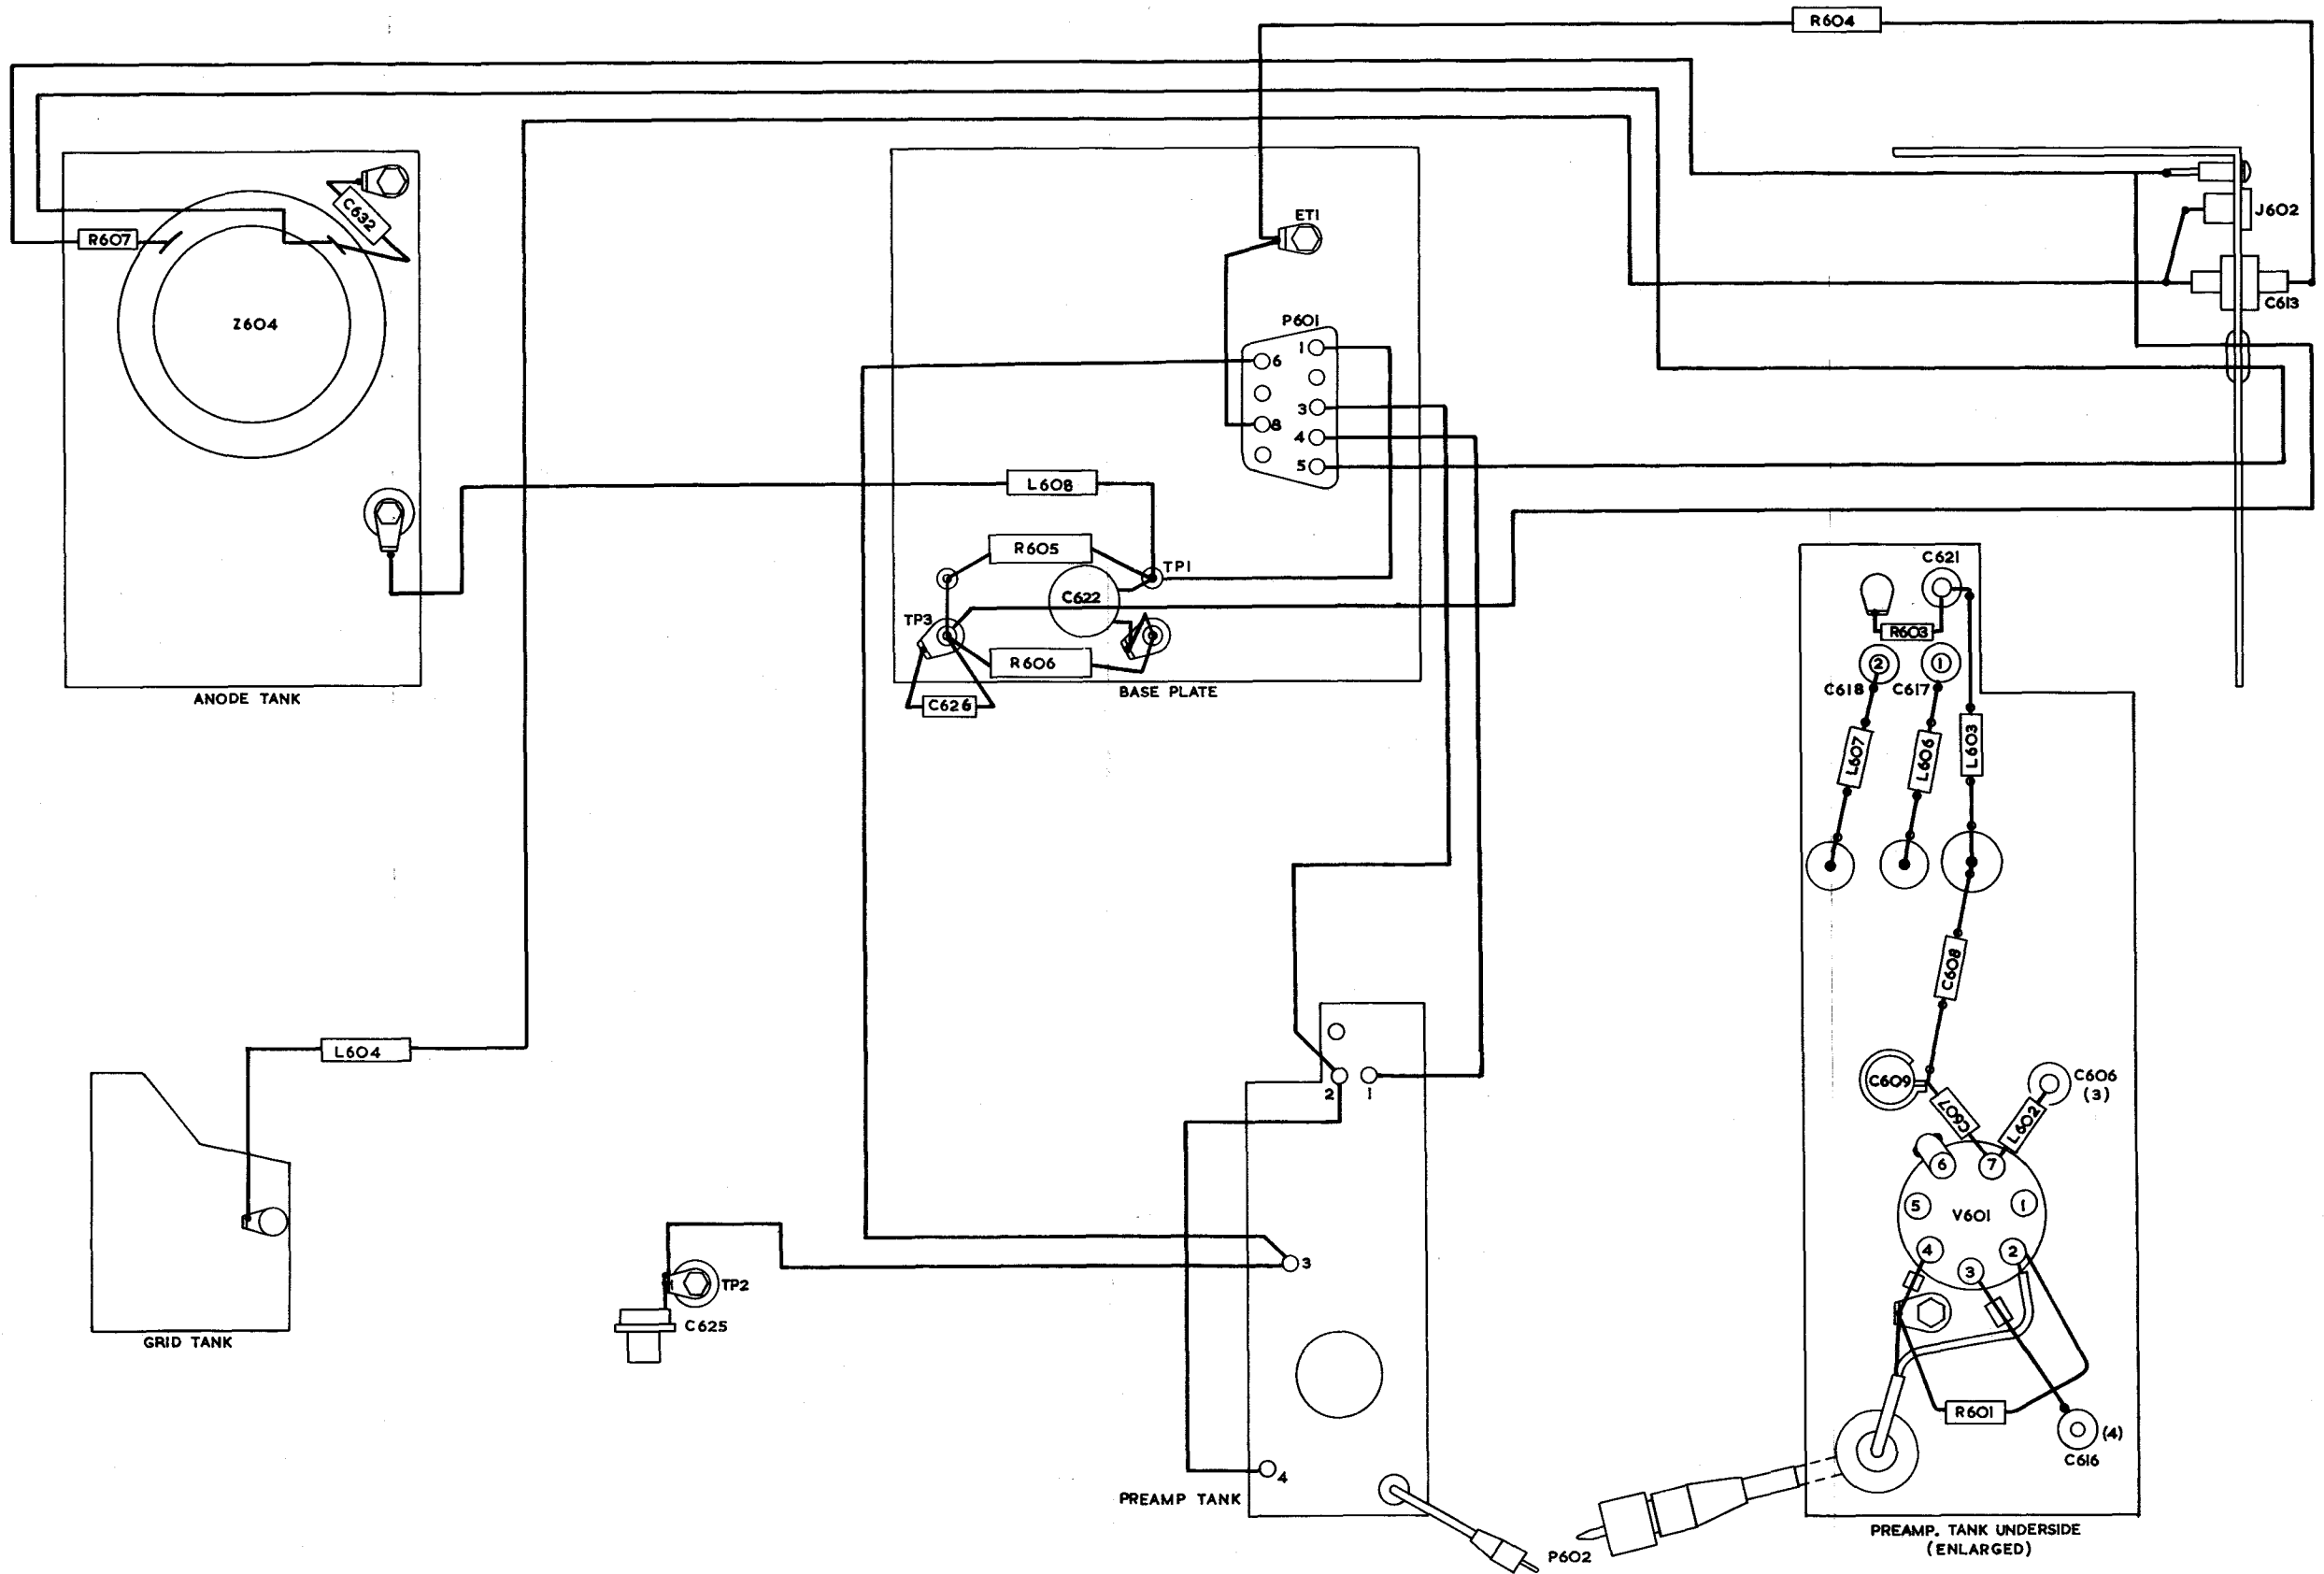 R604
C632
R607
Z604
ANODE TANK
ET1
P601
1
6
3
8
4
5
L608
R605
TP1
C622
TP3
R606
C626
BASE PLATE
J602
C613
L604
GRID TANK
TP2
C625
2
1
3
4
PREAMP TANK
P602
C621
R603
2
1
C618
C617
L607
L606
L603
C608
C609
C607
L602
C606
(3)
6
7
5
1
V601
4
2
3
R601
(4)
C616
PREAMP. TANK UNDERSIDE
(ENLARGED)